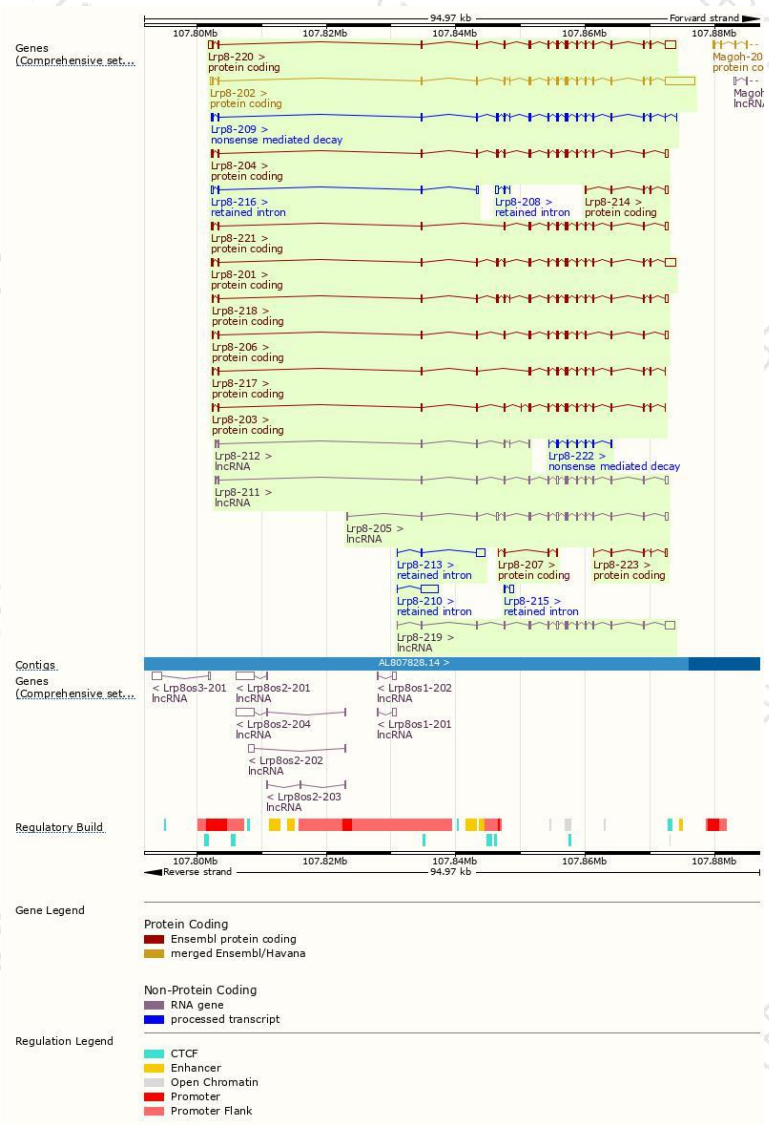 94.97 kb
Forward strand
107.80Mb
107.82Mb
107.84Mb
107.86Mb
107.88Mb
Genes
(Comprehensive set...
Lrp8-220 >
protein coding
Magoh-20
protein co
Lrp8-202 >
protein coding
Magoh
lncRNA
Lrp8-209 >
nonsense mediated decay
Lrp8-204 >
protein coding
Lrp8-216 >
retained intron
Lrp8-208 >
retained intron
Lrp8-214 >
protein coding
Lrp8-221 >
protein coding
Lrp8-201 >
protein coding
Lrp8-218 >
protein coding
Lrp8-206 >
protein coding
Lrp8-217 >
protein coding
Lrp8-203 >
protein coding
Lrp8-212 >
lncRNA
Lrp8-222 >
nonsense mediated decay
Lrp8-211 >
lncRNA
Lrp8-205 >
lncRNA
Lrp8-213 >
retained intron
Lrp8-207 >
protein coding
Lrp8-223 >
protein coding
Lrp8-210 >
retained intron
Lrp8-215 >
retained intron
Lrp8-219 >
lncRNA
Contigs
AL807828.14 >
Genes
(Comprehensive set...
< Lrp8os3-201
lncRNA
< Lrp8os2-201
lncRNA
< Lrp8os1-202
lncRNA
< Lrp8os2-204
lncRNA
< Lrp8os1-201
lncRNA
< Lrp8os2-202
lncRNA
< Lrp8os2-203
lncRNA
Regulatory Build
107.80Mb
107.82Mb
107.84Mb
107.86Mb
107.88Mb
Reverse strand
94.97 kb
Gene Legend
Protein Coding
Ensembl protein coding
merged Ensembl/Havana
Non-Protein Coding
RNA gene
processed transcript
Regulation Legend
CTCF
Enhancer
Open Chromatin
Promoter
Promoter Flank